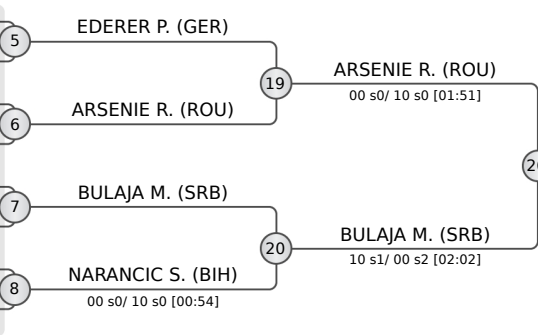 EDERER P. (GER)
5
19
ARSENIE R. (ROU)
00 s0/ 10 s0 [01:51]
ARSENIE R. (ROU)
6
BULAJA M. (SRB)
7
20
BULAJA M. (SRB)
10 s1/ 00 s2 [02:02]
NARANCIC S. (BIH)
8
00 s0/ 10 s0 [00:54]